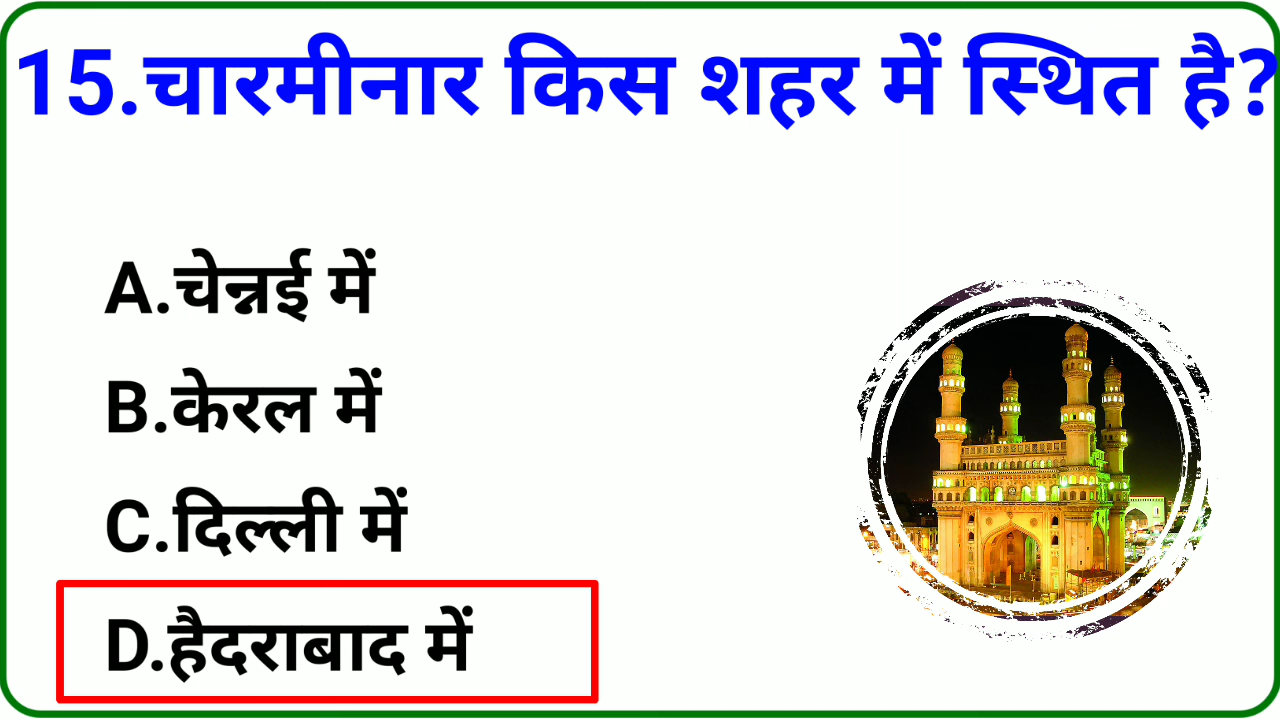 15.चारमीनार किस शहर में स्थित है?
A.चेन्नई में
B.केरल में
C.दिल्ली में
D.हैदराबाद में